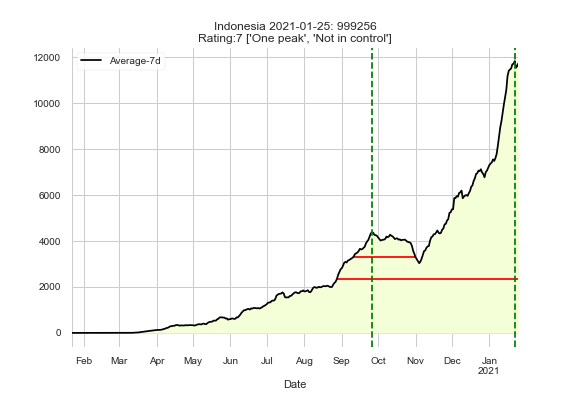 Indonesia 2021-01-25: 999256
Rating:7 ['One peak', 'Not in control']
Average-7d
12000
10000
8000
6000
4000
2000
0
Feb Mar Apr May Jun Jul Aug Sep Oct Nov Dec Jan
2021
Date